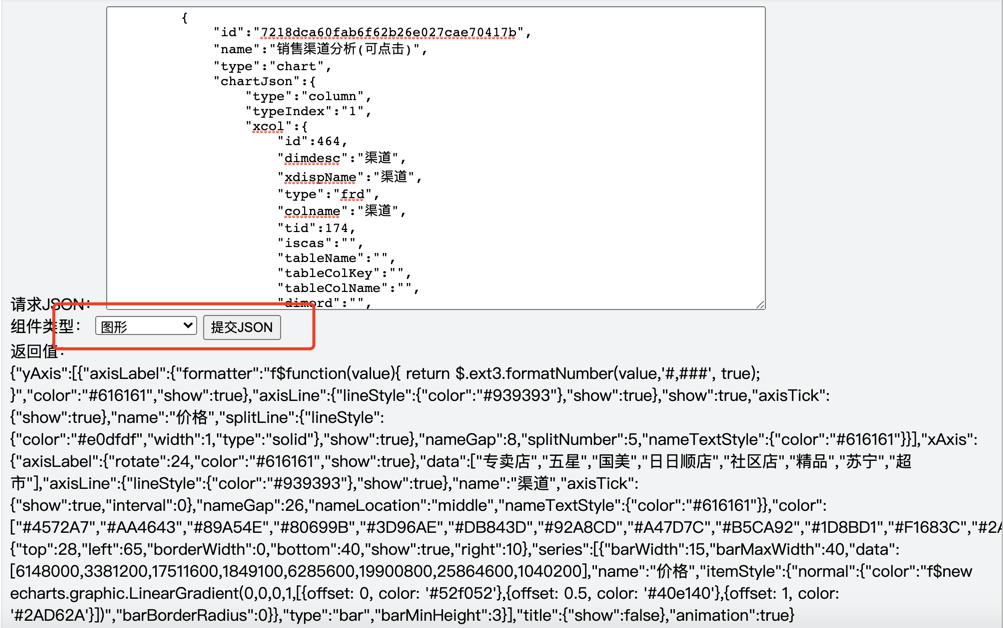 {
"id":"7218dca60fab6f62b26e027cae70417b",
"name":"销售渠道分析(可点击)",
"type":"chart",
"chartJson":{
"type":"column",
"typeIndex":"1",
"xcol":{
"id":464,
"dimdesc":"渠道",
"xdispName":"渠道",
"type":"frd",
"colname":"渠道",
"tid":174,
"iscas":"",
"tableName":"",
"tableColKey":"",
"tableColName":"",
"dimord":"",
请求JSON:
组件类型: 图形 提交JSON
返回值:
{"yAxis":[{"axisLabel":{"formatter":"f$function(value){ return $.ext3.formatNumber(value,'#,###', true);
}","color":"#616161","show":true},"axisLine":{"lineStyle":{"color":"#939393"},"show":true},"show":true,"axisTick":
{"show":true},"name":"价格","splitLine":{"lineStyle":
{"color":"#e0dfdf","width":1,"type":"solid"},"show":true},"nameGap":8,"splitNumber":5,"nameTextStyle":{"color":"#616161"}}],"xAxis":
{"axisLabel":{"rotate":24,"color":"#616161","show":true},"data":["专卖店","五星","国美","日日顺店","社区店","精品","苏宁","超
市"],"axisLine":{"lineStyle":{"color":"#939393"},"show":true},"name":"渠道","axisTick":
{"show":true,"interval":0},"nameGap":26,"nameLocation":"middle","nameTextStyle":{"color":"#616161"}},"color":
["#4572A7","#AA4643","#89A54E","#80699B","#3D96AE","#DB843D","#92A8CD","#A47D7C","#B5CA92","#1D8BD1","#F1683C","#2A
{"top":28,"left":65,"borderWidth":0,"bottom":40,"show":true,"right":10},"series":[{"barWidth":15,"barMaxWidth":40,"data":
[6148000,3381200,17511600,1849100,6285600,19900800,25864600,1040200],"name":"价格","itemStyle":{"normal":{"color":"f$new
echarts.graphic.LinearGradient(0,0,0,1,[{offset: 0, color: '#52f052'},{offset: 0.5, color: '#40e140'},{offset: 1, color:
'#2AD62A'}])","barBorderRadius":0}},"type":"bar","barMinHeight":3}],"title":{"show":false},"animation":true}